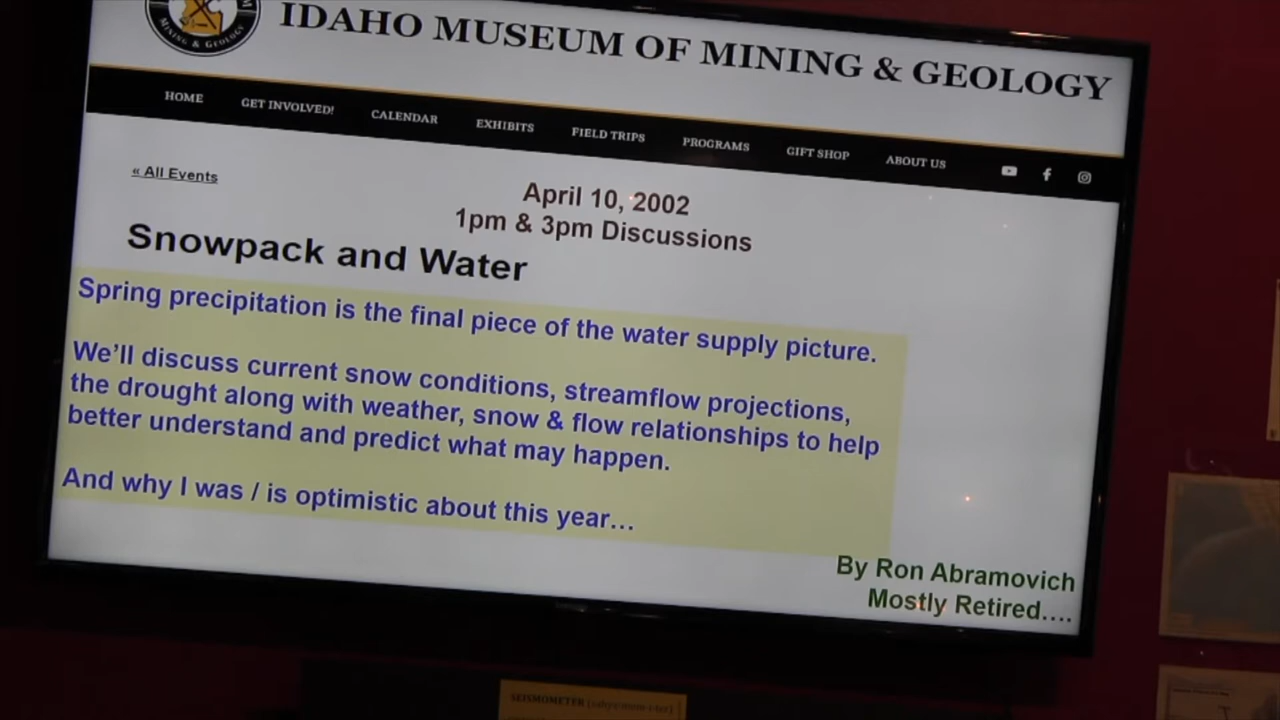 MINING & GEOLOGY
IDAHO MUSEUM OF MINING & GEOLOGY
HOME GET INVOLVED! CALENDAR EXHIBITS FIELD TRIPS PROGRAMS GIFT SHOP ABOUT US
« All Events
April 10, 2002
1pm & 3pm Discussions
Snowpack and Water
Spring precipitation is the final piece of the water supply picture.
We'll discuss current snow conditions, streamflow projections,
the drought along with weather, snow & flow relationships to help
better understand and predict what may happen.
And why I was / is optimistic about this year...
By Ron Abramovich
Mostly Retired....
SEISMOMETER